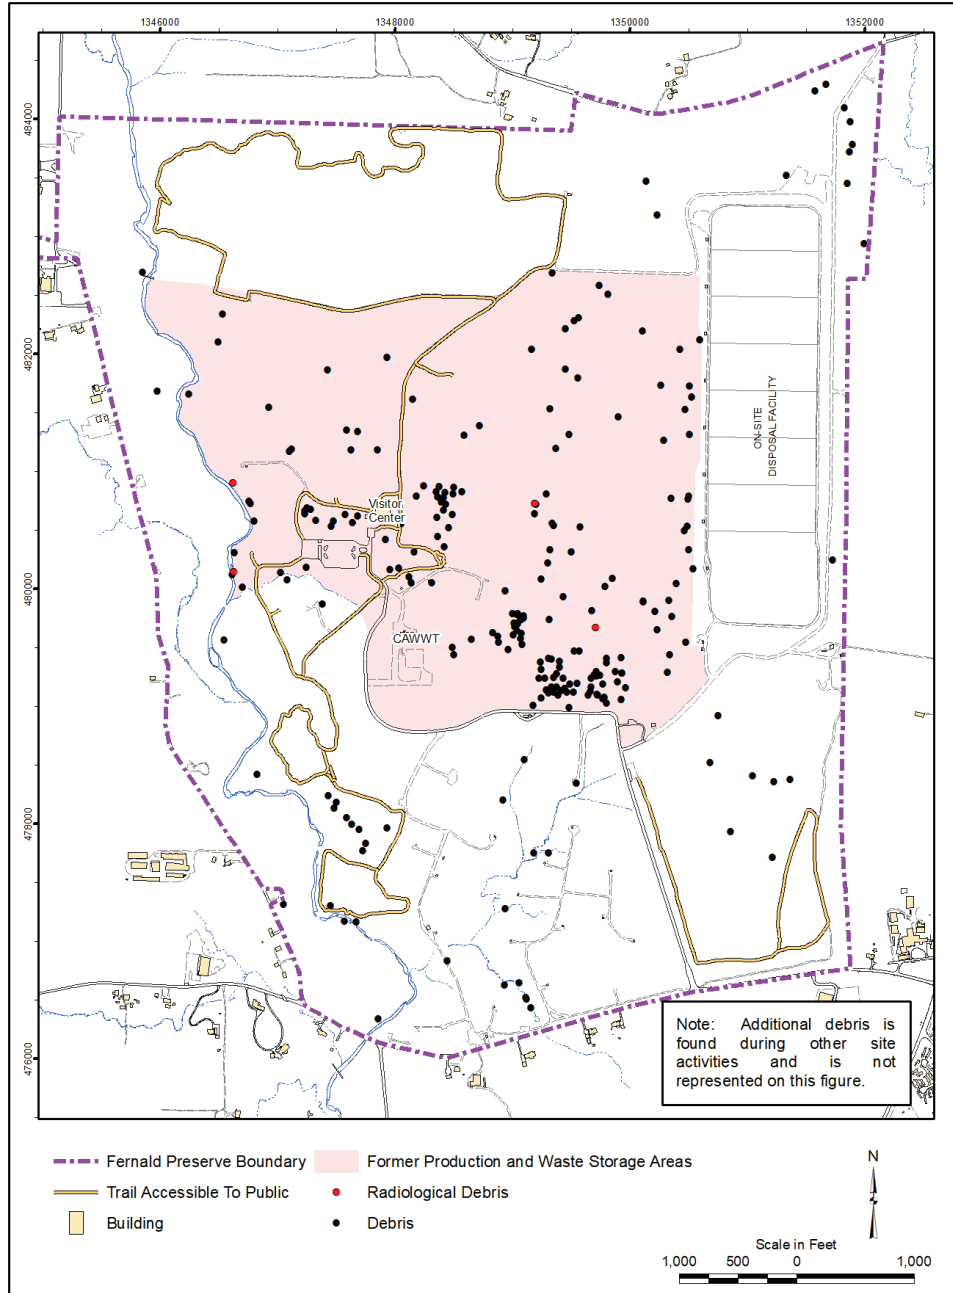 1346000
1348000
1350000
1352000
484000
482000
480000
478000
476000
ON-SITE
DISPOSAL FACILITY
Visitor
Center
CAWWT
Note: Additional debris is
found during other site
activities and is not
represented on this figure.
Fernald Preserve Boundary
Former Production and Waste Storage Areas
Trail Accessible To Public
Radiological Debris
Building
Debris
N
Scale in Feet
1,000 500 0 1,000